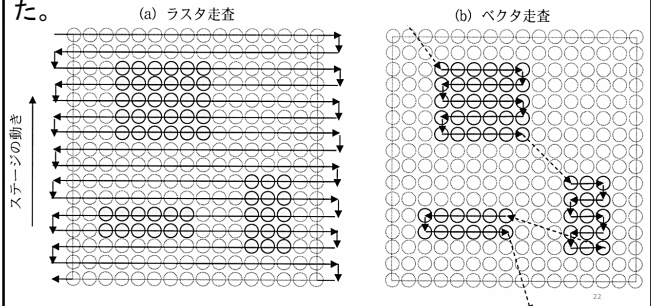 た。
(a) ラスタ走査
(b) ベクタ走査
ステージの動き
22